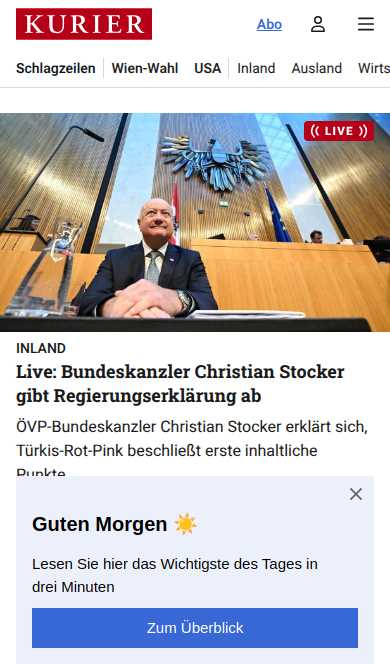 KURIER
Abo
Schlagzeilen Wien-Wahl USA Inland Ausland Wirts
LIVE
INLAND
Live: Bundeskanzler Christian Stocker
gibt Regierungserklärung ab
ÖVP-Bundeskanzler Christian Stocker erklärt sich,
Türkis-Rot-Pink beschließt erste inhaltliche
Punkte
Guten Morgen ☀️
Lesen Sie hier das Wichtigste des Tages in
drei Minuten
Zum Überblick